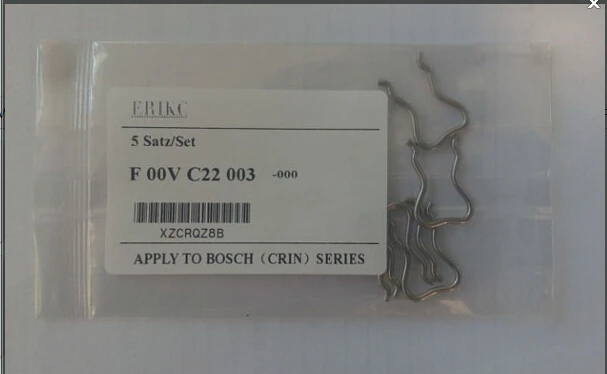 ERIKC
5 Satz/Set
F 00V C22 003 -000
XZCRQZ8B
APPLY TO BOSCH（CRIN）SERIES